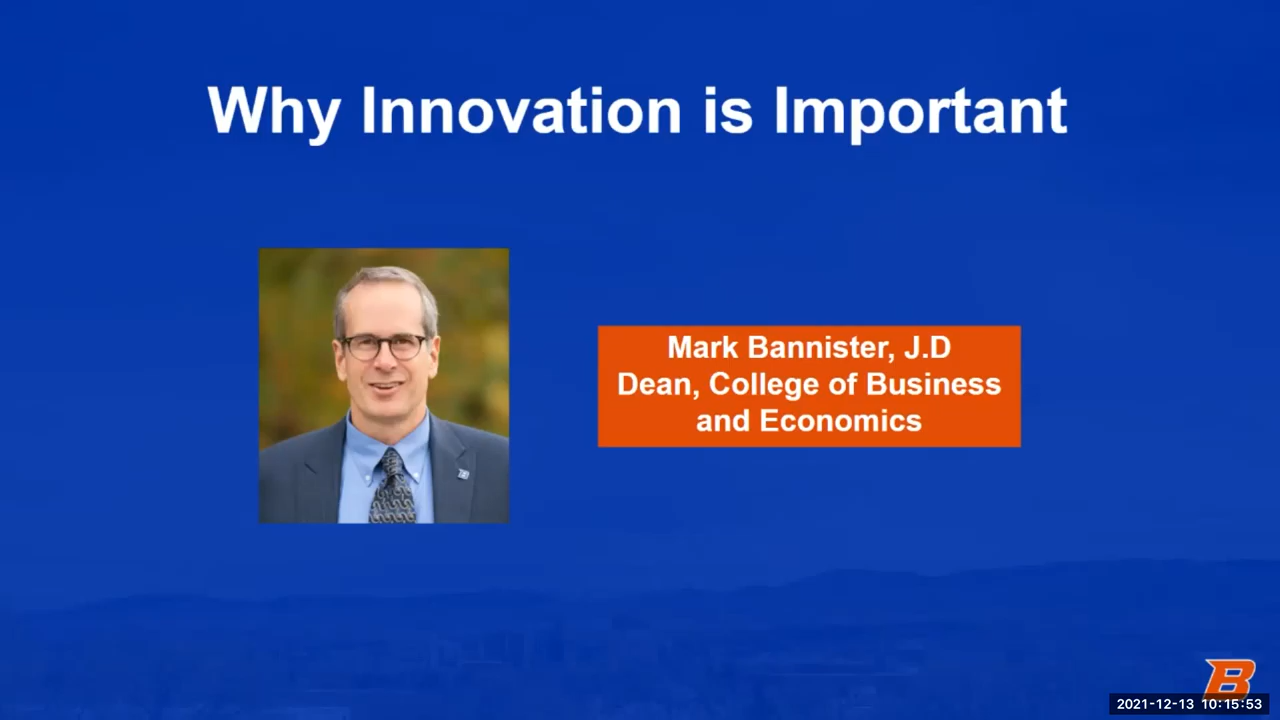 Why Innovation is Important
Mark Bannister, J.D
Dean, College of Business
and Economics
B
2021-12-13 10:15:53